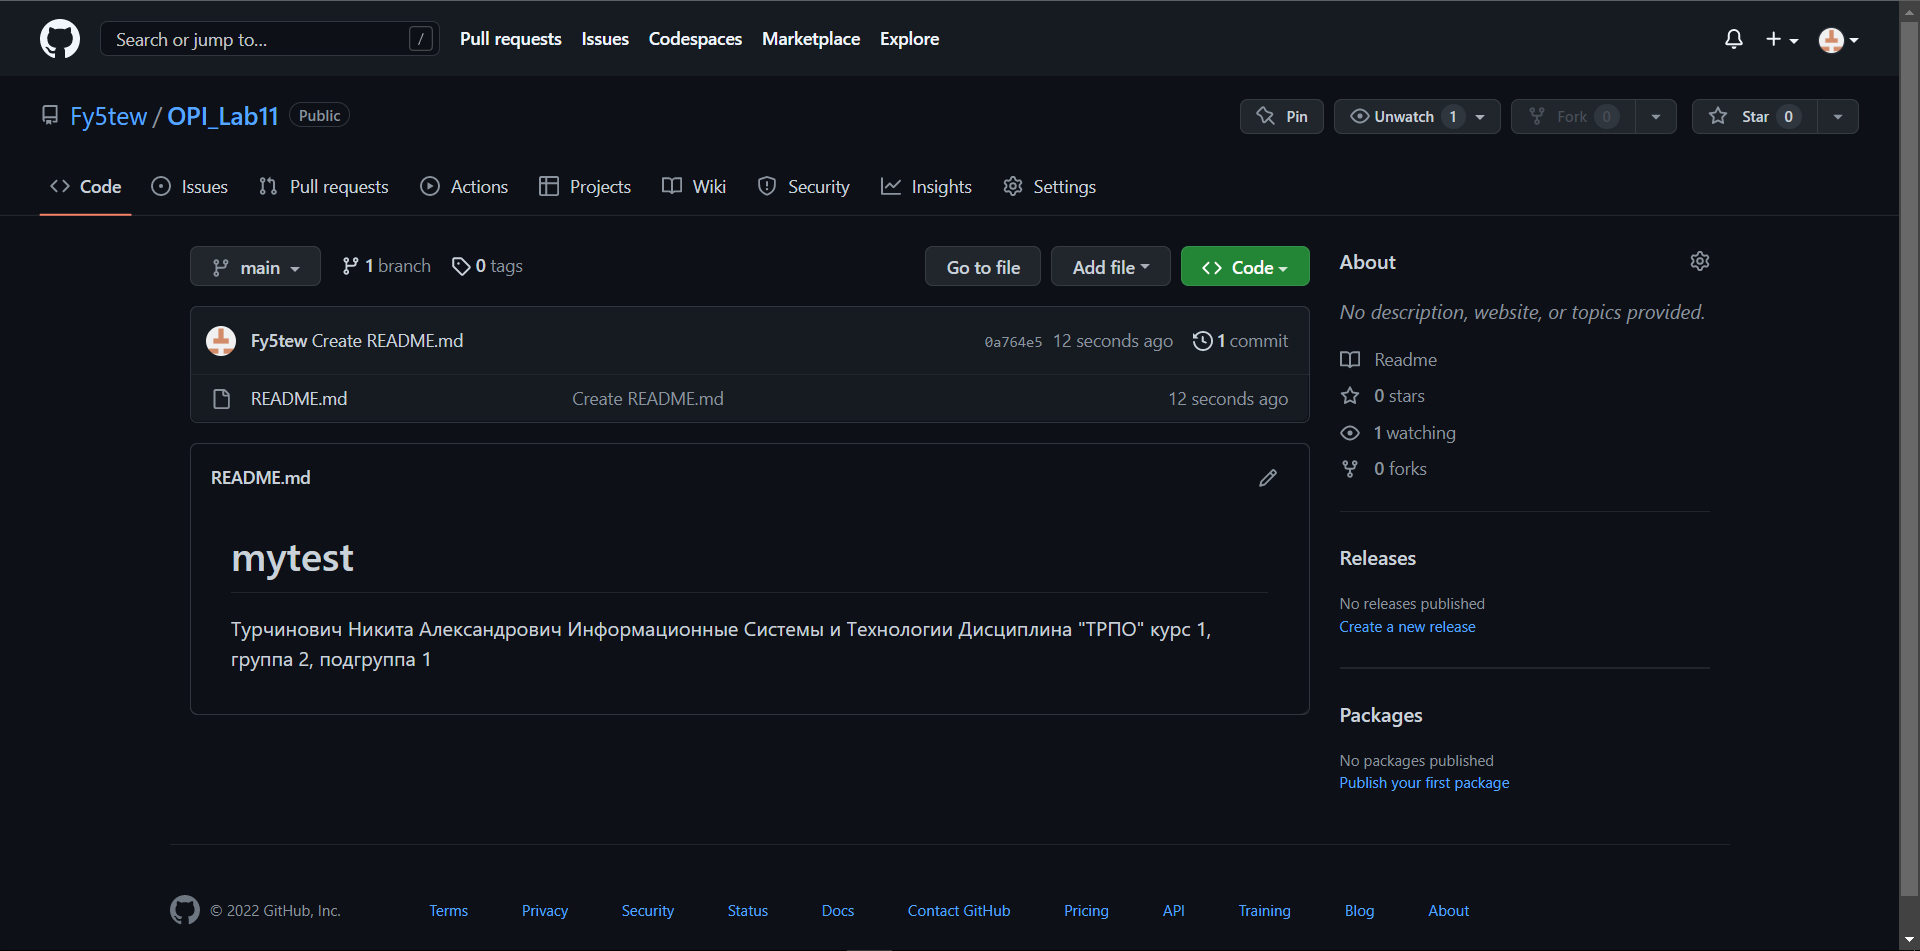 Search or jump to... /
Pull requests Issues Codespaces Marketplace Explore
Fy5tew / OPI_Lab11 Public
Pin
Unwatch 1
Fork 0
Star 0
Code Issues Pull requests Actions Projects Wiki Security Insights Settings
main 1 branch 0 tags
Go to file Add file Code
Fy5tew Create README.md 0a764e5 12 seconds ago 1 commit
README.md Create README.md 12 seconds ago
README.md
mytest
Турчинович Никита Александрович Информационные Системы и Технологии Дисциплина "ТРПО" курс 1,
группа 2, подгруппа 1
About
No description, website, or topics provided.
Readme
0 stars
1 watching
0 forks
Releases
No releases published
Create a new release
Packages
No packages published
Publish your first package
© 2022 GitHub, Inc. Terms Privacy Security Status Docs Contact GitHub Pricing API Training Blog About